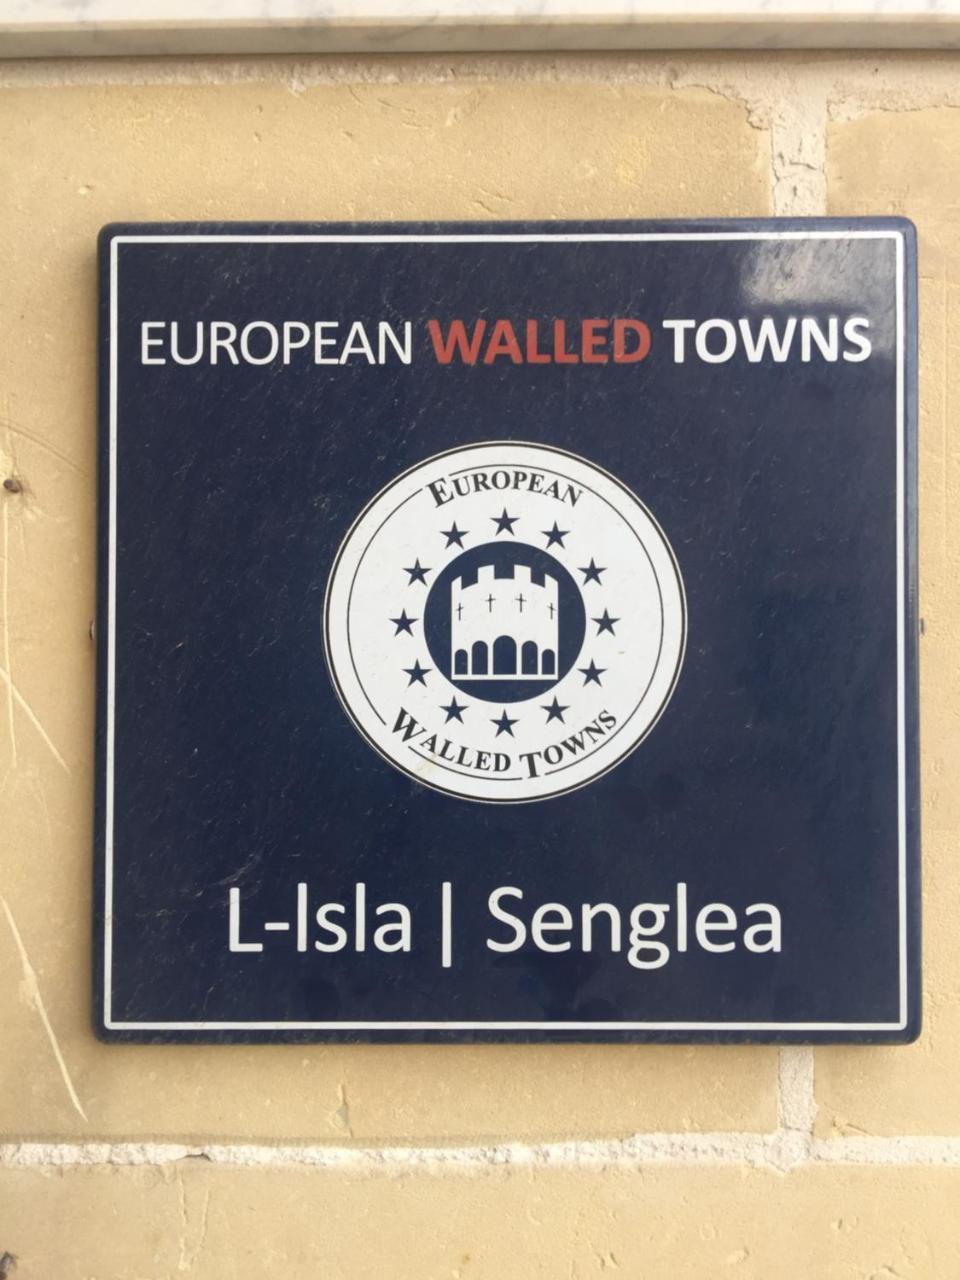 EUROPEAN WALLED TOWNS
EUROPEAN
WALLED TOWNS
L-Isla | Senglea